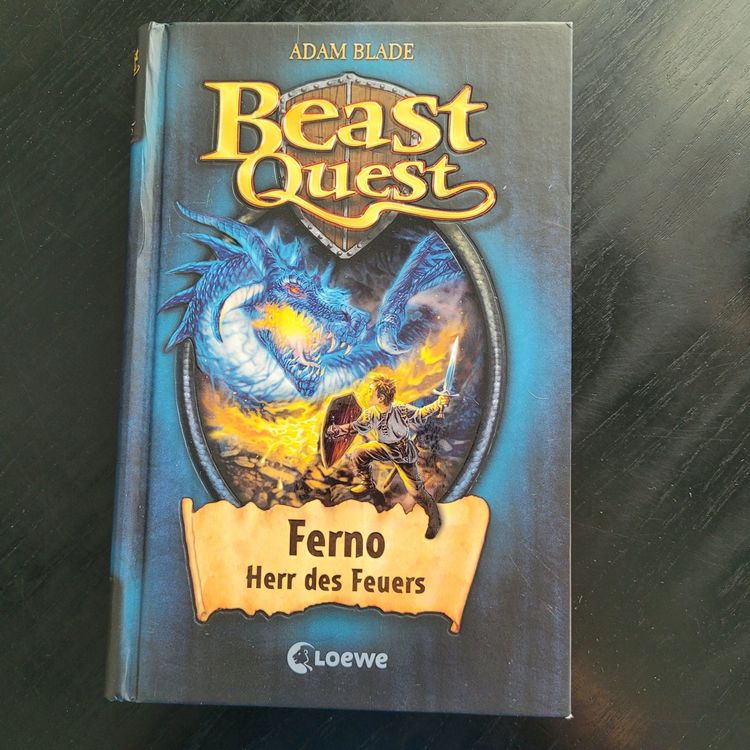 ADAM BLADE
Beast
Quest
Ferno
Herr des Feuers
Loewe